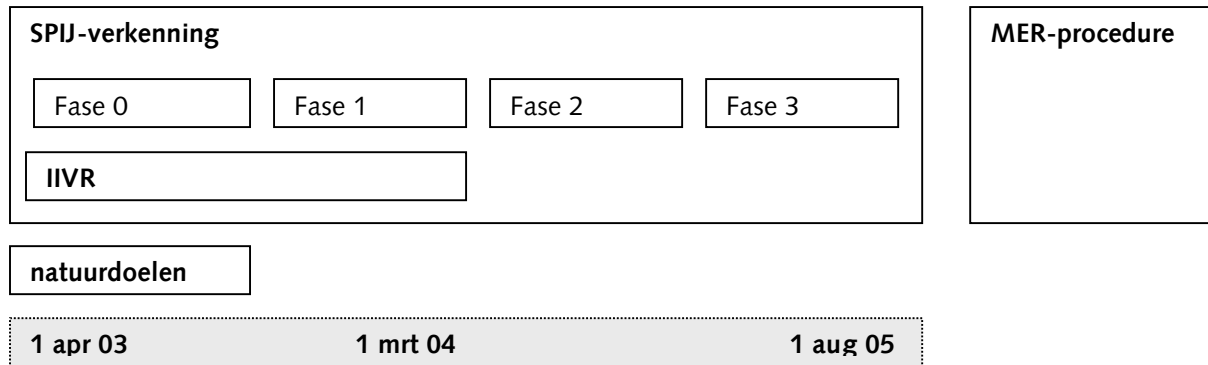 SPIJ-verkenning
MER-procedure
Fase 0
Fase 1
Fase 2
Fase 3
IIVR
natuurdoelen
1 apr 03
1 mrt 04
1 aug 05